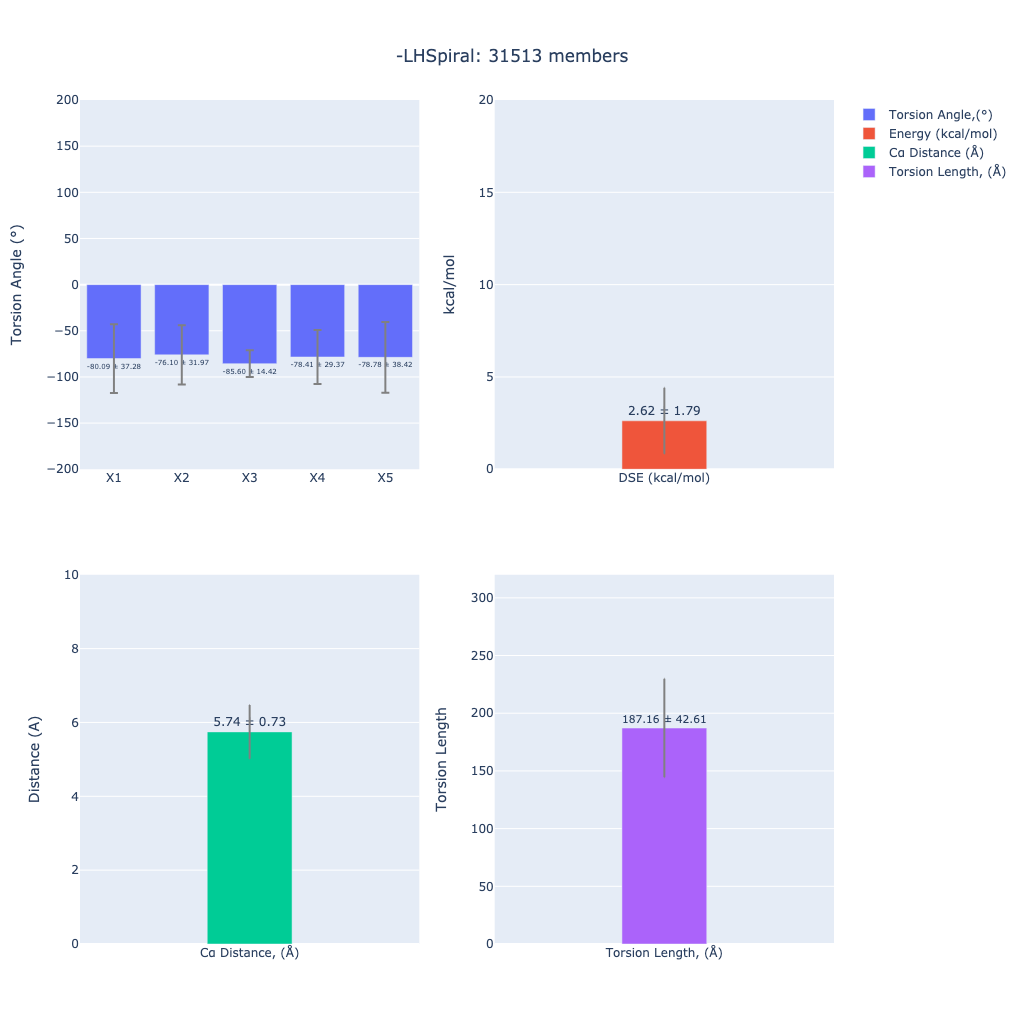 -LHSpiral: 31513 members
200
150
100
50
0
−50
−100
−150
−200
Torsion Angle (°)
-80.09 ± 37.28
-76.10 ± 31.97
-85.60 ± 14.42
-78.41 ± 29.37
-78.78 ± 38.42
X1
X2
X3
X4
X5
20
15
10
5
0
kcal/mol
2.62 ± 1.79
DSE (kcal/mol)
Torsion Angle,(°)
Energy (kcal/mol)
Cα Distance (Å)
Torsion Length, (Å)
10
8
6
4
2
0
Distance (A)
5.74 ± 0.73
Cα Distance, (Å)
300
250
200
150
100
50
0
Torsion Length
187.16 ± 42.61
Torsion Length, (Å)